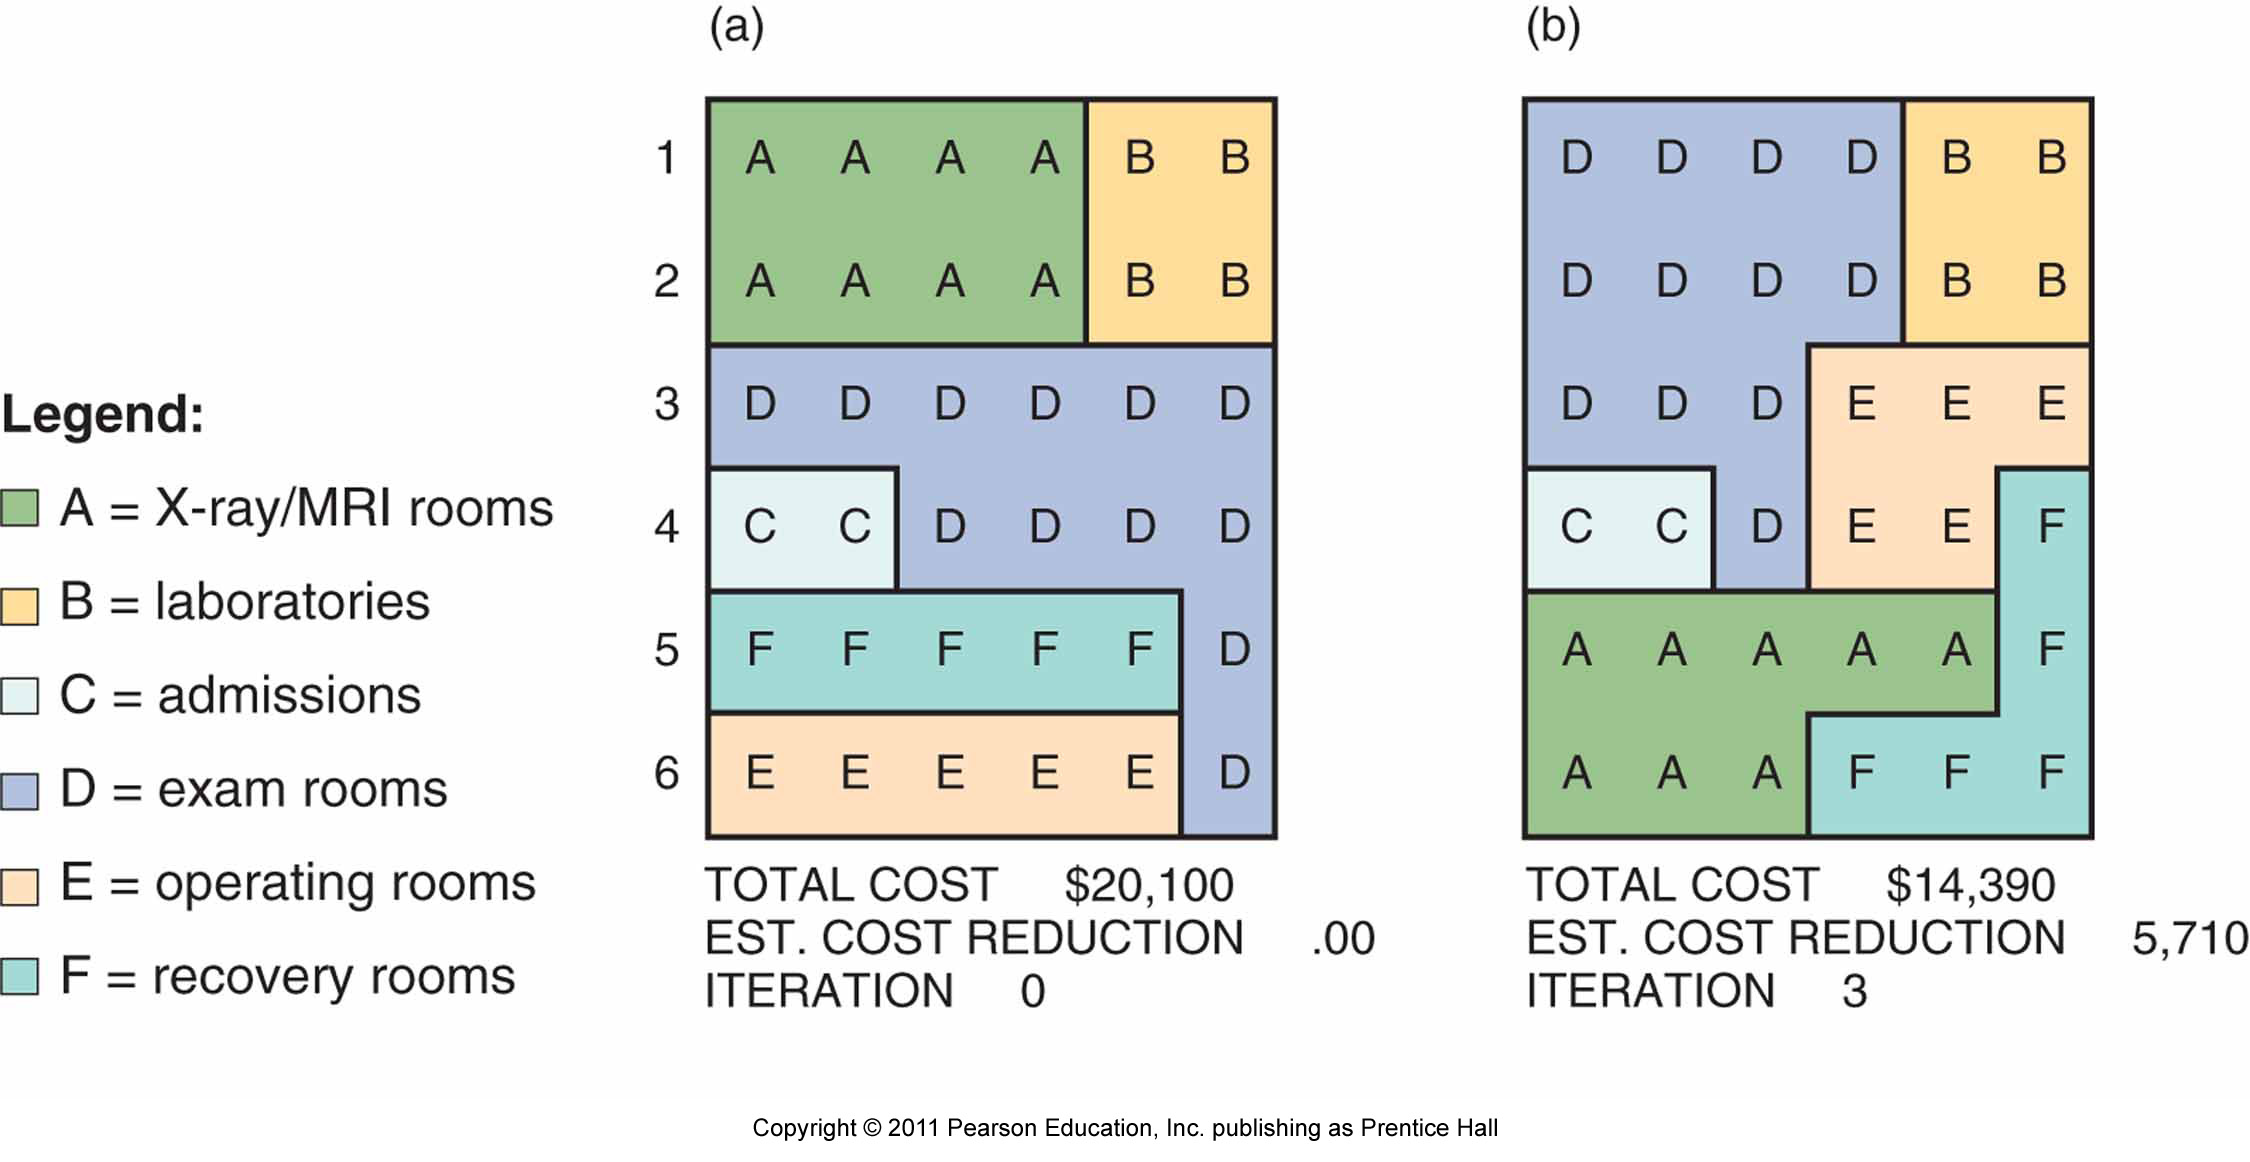 (a)
(b)
1 A A A A B B
D D D D B B
2 A A A A B B
D D D D B B
3 D D D D D D
D D D E E E
4 C C D D D D
C C D E E F
5 F F F F F D
A A A A A F
6 E E E E E D
A A A F F F
Legend:
A = X-ray/MRI rooms
B = laboratories
C = admissions
D = exam rooms
E = operating rooms
F = recovery rooms
TOTAL COST $20,100
EST. COST REDUCTION .00
ITERATION 0
TOTAL COST $14,390
EST. COST REDUCTION 5,710
ITERATION 3
Copyright © 2011 Pearson Education, Inc. publishing as Prentice Hall